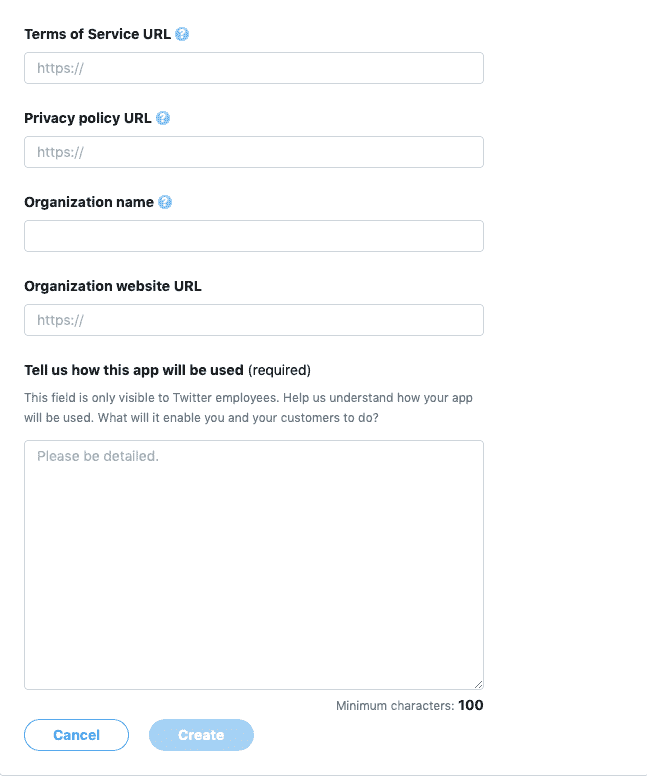 Terms of Service URL ?
https://
Privacy policy URL ?
https://
Organization name ?
Organization website URL
https://
Tell us how this app will be used (required)
This field is only visible to Twitter employees. Help us understand how your app
will be used. What will it enable you and your customers to do?
Please be detailed.
Minimum characters: 100
Cancel Create